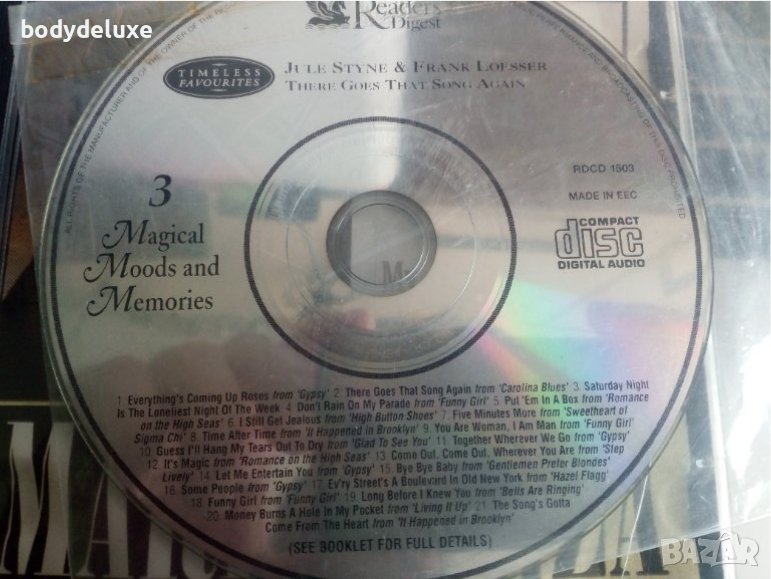 bodydeluxe
Reader's
Digest
TIMELESS
FAVOURITES
JULE STYNE & FRANK LOESSER
THERE GOES THAT SONG AGAIN
RDCD 1503
MADE IN EEC
COMPACT
disc
DIGITAL AUDIO
3
Magical
Moods and
Memories
1 Everything's Coming Up Roses from 'Gypsy' 2 There Goes That Song Again from 'Carolina Blues' 3 Saturday Night
Is The Loneliest Night Of The Week 4 Don't Rain On My Parade from 'Funny Girl' 5 Put 'Em In A Box from 'Romance
on the High Seas' 6 I Still Get Jealous from 'High Button Shoes' 7 Five Minutes More from 'Sweetheart of
Sigma Chi' 8 Time After Time from 'It Happened in Brooklyn' 9 You Are Woman, I Am Man from 'Funny Girl'
10 Guess I'll Hang My Tears Out To Dry from 'Glad To See You' 11 Together Wherever We Go from 'Gypsy'
12 It's Magic from 'Romance on the High Seas' 13 Come Out, Come Out, Wherever You Are from 'Step
Lively' 14 Let Me Entertain You from 'Gypsy' 15 Bye Bye Baby from 'Gentlemen Prefer Blondes'
16 Some People from 'Gypsy' 17 Ev'ry Street's A Boulevard In Old New York from 'Hazel Flagg'
18 Funny Girl from 'Funny Girl' 19 Long Before I Knew You from 'Bells Are Ringing'
20 Money Burns A Hole In My Pocket from 'Living It Up' 21 The Song's Gotta
Come From The Heart from 'It Happened in Brooklyn'
(SEE BOOKLET FOR FULL DETAILS)
BAZAR